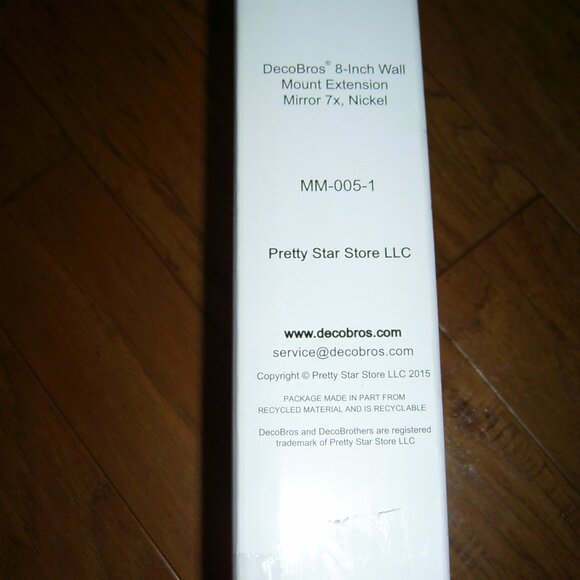 DecoBros® 8-Inch Wall
Mount Extension
Mirror 7x, Nickel
MM-005-1
Pretty Star Store LLC
www.decobros.com
service@decobros.com
Copyright © Pretty Star Store LLC 2015
PACKAGE MADE IN PART FROM
RECYCLED MATERIAL AND IS RECYCLABLE
DecoBros and DecoBrothers are registered
trademark of Pretty Star Store LLC